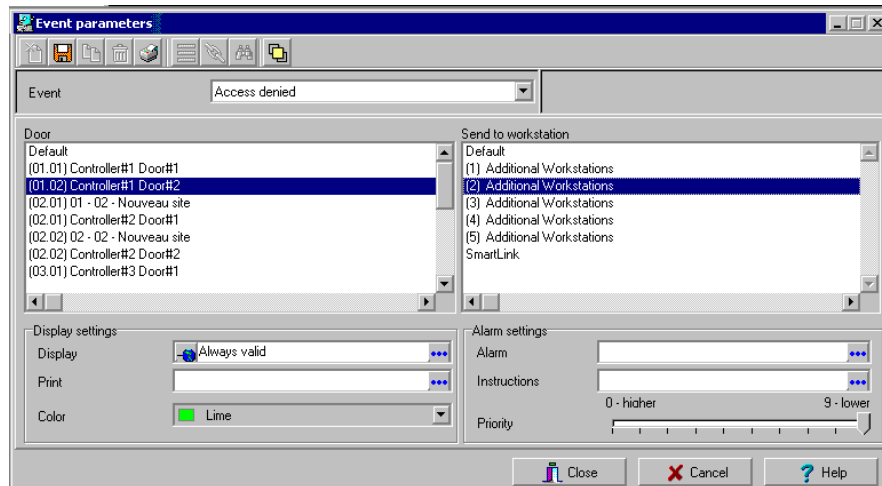 Event parameters
Event Access denied
Door
Default
(01.01) Controller#1 Door#1
(01.02) Controller#1 Door#2
(02.01) 01 - 02 - Nouveau site
(02.01) Controller#2 Door#1
(02.02) 02 - 02 - Nouveau site
(02.02) Controller#2 Door#2
(03.01) Controller#3 Door#1
Send to workstation
Default
(1) Additional Workstations
(2) Additional Workstations
(3) Additional Workstations
(4) Additional Workstations
(5) Additional Workstations
SmartLink
Display settings
Display Always valid
Print
Color Lime
Alarm settings
Alarm
Instructions
0 - higher 9 - lower
Priority
Close Cancel Help